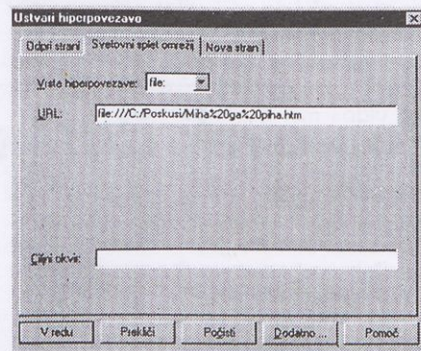 Ustvari hiperpovezavo
Odpri strani Svetovni splet omrežij Nova stran
Vrsta hiperpovezave: file:
URL: file:///C:/Poskusi/Miha%20ga%20piha.htm
Ciljni okvir:
V redu Prekliči Počisti Dodatno ... Pomoč